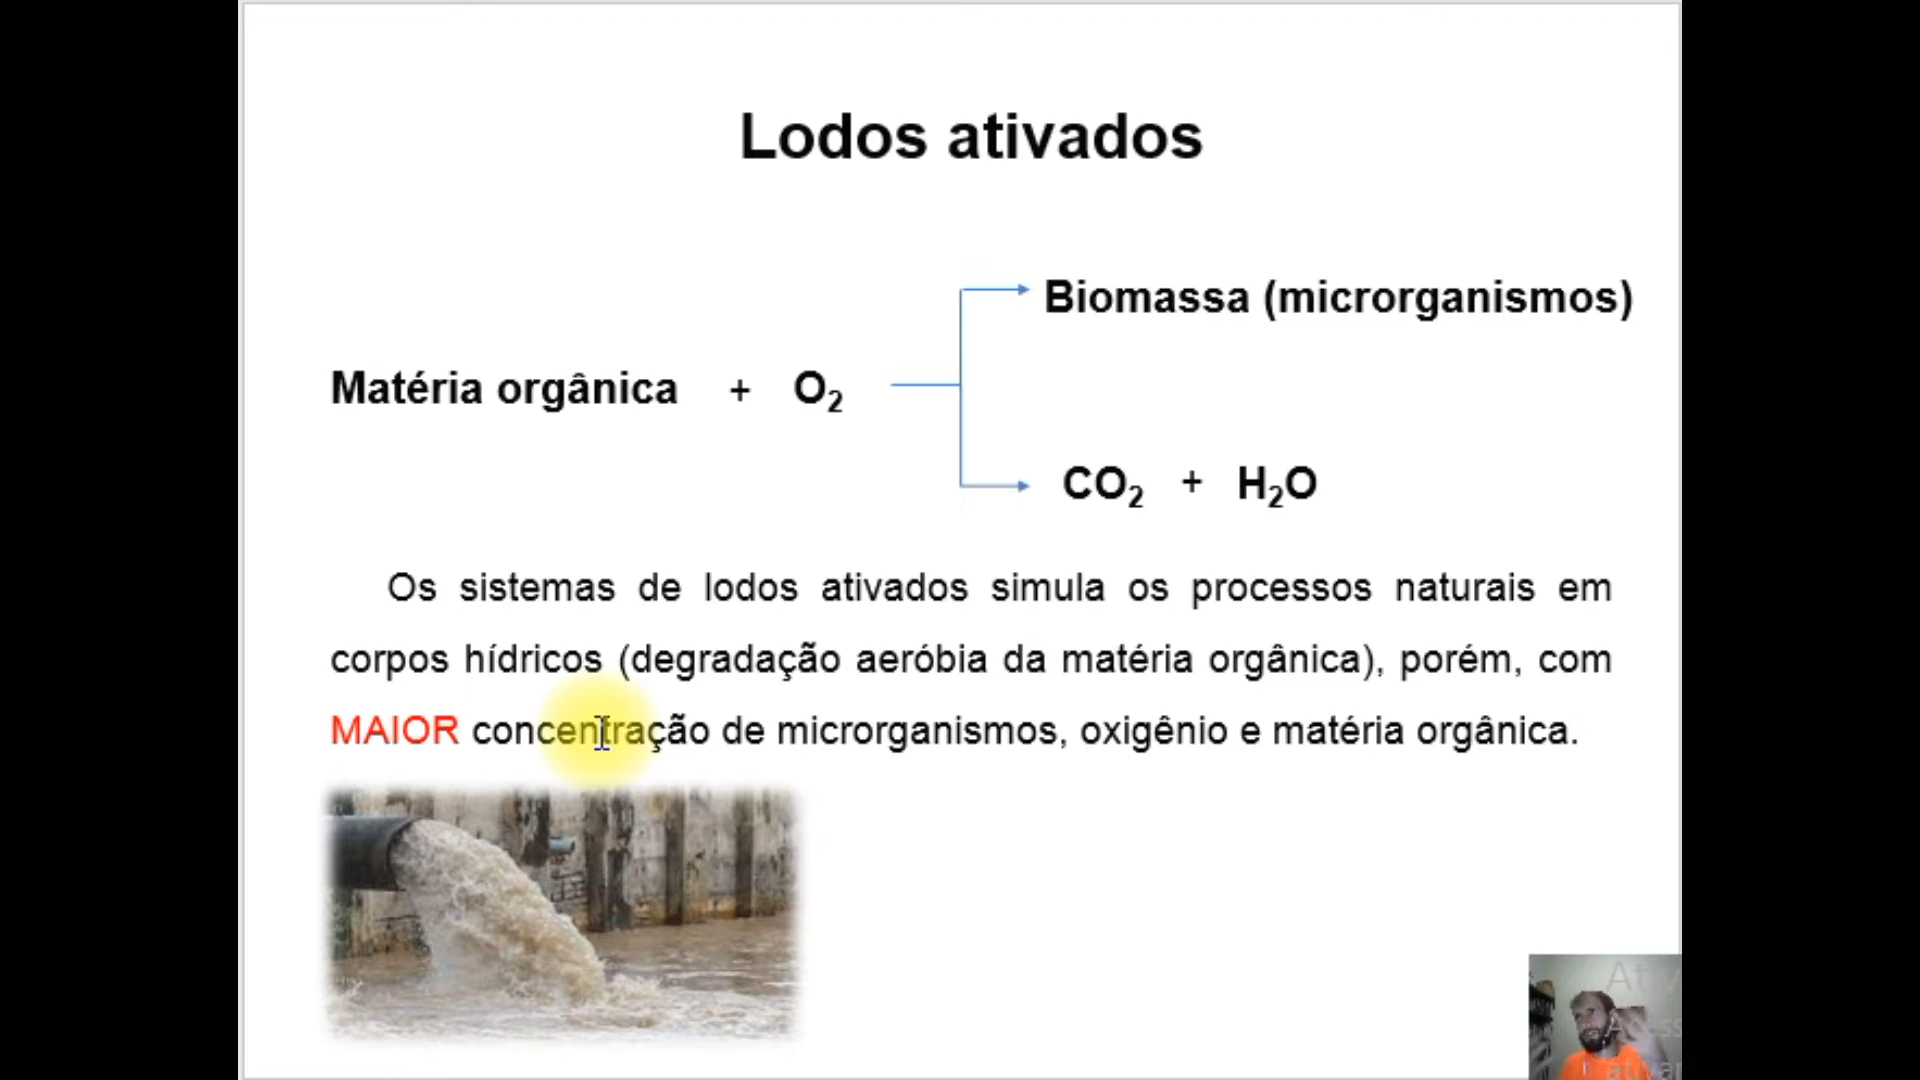 Lodos ativados
Biomassa (microrganismos)
Matéria orgânica + O₂
CO₂ + H₂O
Os sistemas de lodos ativados simula os processos naturais em
corpos hídricos (degradação aeróbia da matéria orgânica), porém, com
MAIOR concentração de microrganismos, oxigênio e matéria orgânica.